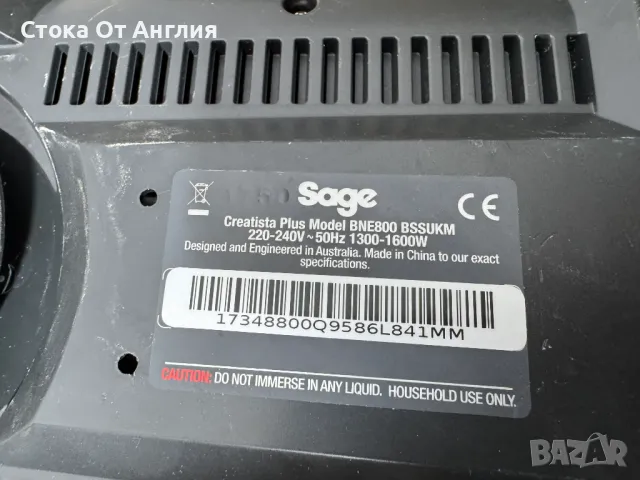 Стока От Англия
1750 Sage
Creatista Plus Model BNE800 BSSUKM
220-240V ~ 50Hz 1300-1600W
Designed and Engineered in Australia. Made in China to our exact
specifications.
CE
17348800Q9586L841MM
CAUTION: DO NOT IMMERSE IN ANY LIQUID. HOUSEHOLD USE ONLY.
BAZAR